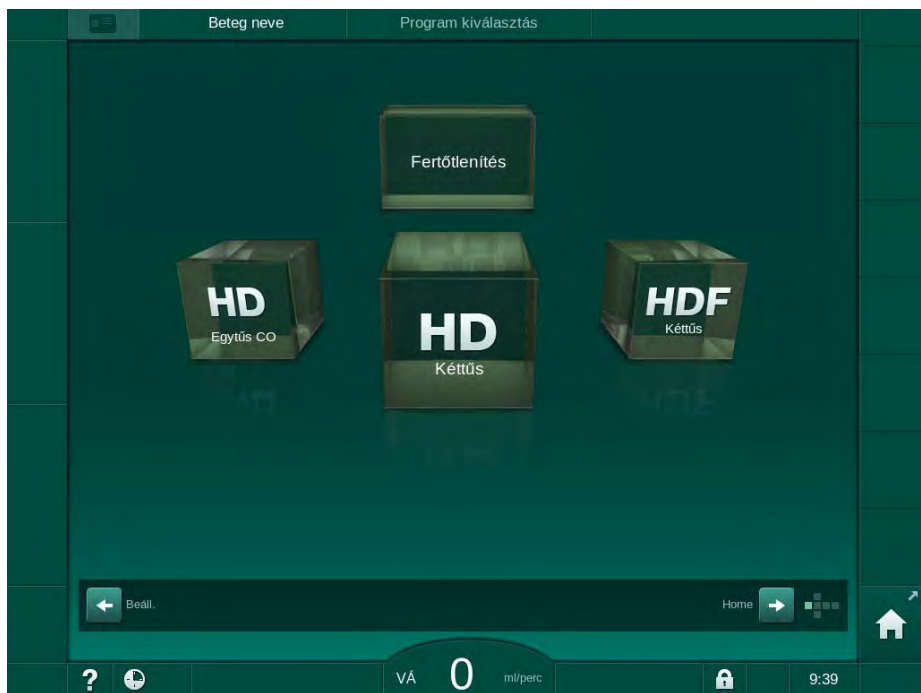 Beteg neve
Program kiválasztás
Fertőtlenítés
HD
Egytűs CO
HD
Kéttűs
HDF
Kéttűs
Beáll.
Home
?
VÁ 0 ml/perc
9:39